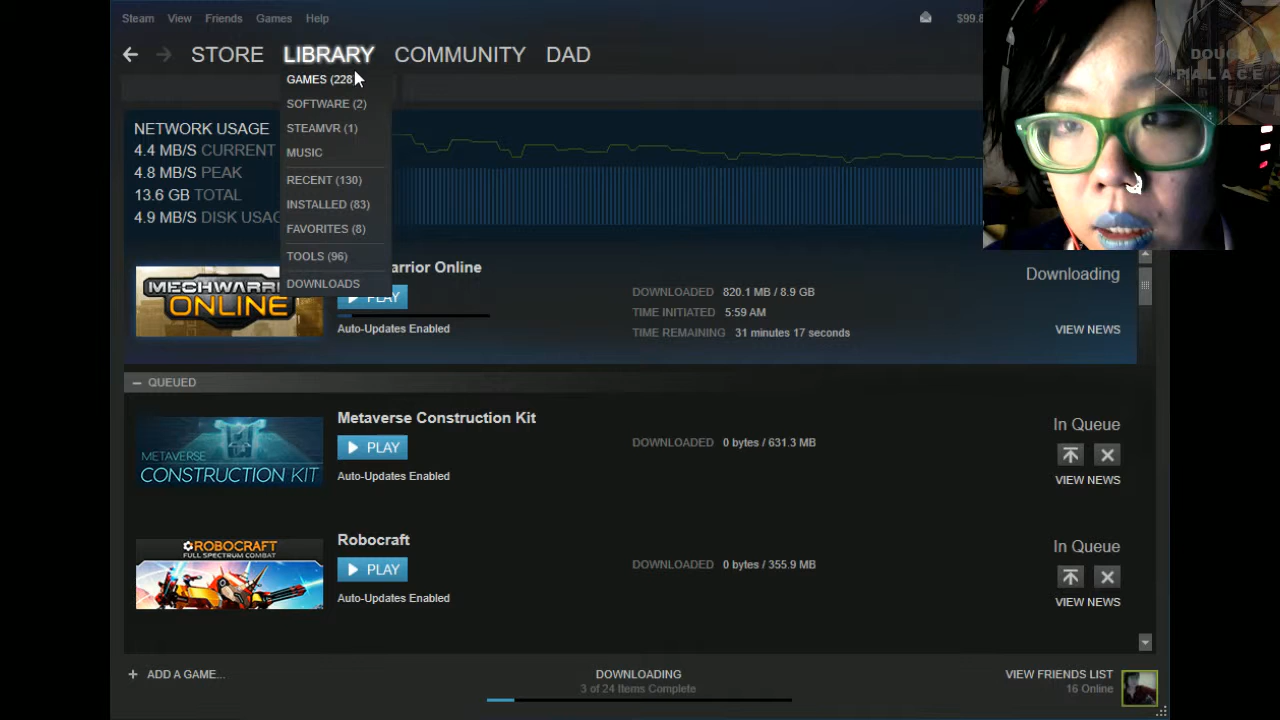 Steam View Friends Games Help
$99.8
STORE LIBRARY COMMUNITY DAD
DOUGH
PALACE
GAMES (228
SOFTWARE (2)
STEAMVR (1)
MUSIC
RECENT (130)
INSTALLED (83)
FAVORITES (8)
TOOLS (96)
DOWNLOADS
NETWORK USAGE
4.4 MB/S CURRENT
4.8 MB/S PEAK
13.6 GB TOTAL
4.9 MB/S DISK USAG
MECHWARRI
ONLINE
arrior Online
PLAY
Auto-Updates Enabled
DOWNLOADED 820.1 MB / 8.9 GB
TIME INITIATED 5:59 AM
TIME REMAINING 31 minutes 17 seconds
Downloading
VIEW NEWS
QUEUED
METAVERSE
CONSTRUCTION KIT
Metaverse Construction Kit
PLAY
Auto-Updates Enabled
DOWNLOADED 0 bytes / 631.3 MB
In Queue
VIEW NEWS
ROBOCRAFT
FULL SPECTRUM COMBAT
Robocraft
PLAY
Auto-Updates Enabled
DOWNLOADED 0 bytes / 355.9 MB
In Queue
VIEW NEWS
+ ADD A GAME...
DOWNLOADING
3 of 24 Items Complete
VIEW FRIENDS LIST
16 Online